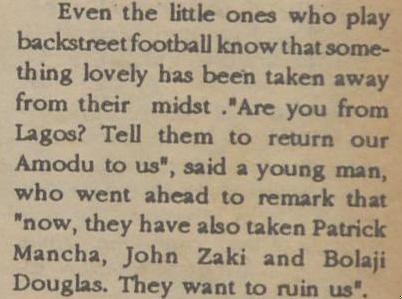 Even the little ones who play
backstreet football know that some-
thing lovely has been taken away
from their midst ."Are you from
Lagos? Tell them to return our
Amodu to us", said a young man,
who went ahead to remark that
"now, they have also taken Patrick
Mancha, John Zaki and Bolaji
Douglas. They want to ruin us".